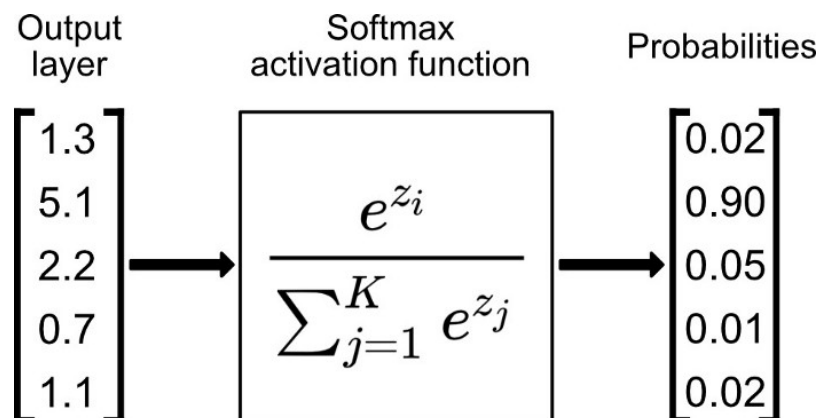 Output
layer
1.3
5.1
2.2
0.7
1.1
Softmax
activation function
e^{z_i}
∑_{j=1}^{K} e^{z_j}
Probabilities
0.02
0.90
0.05
0.01
0.02